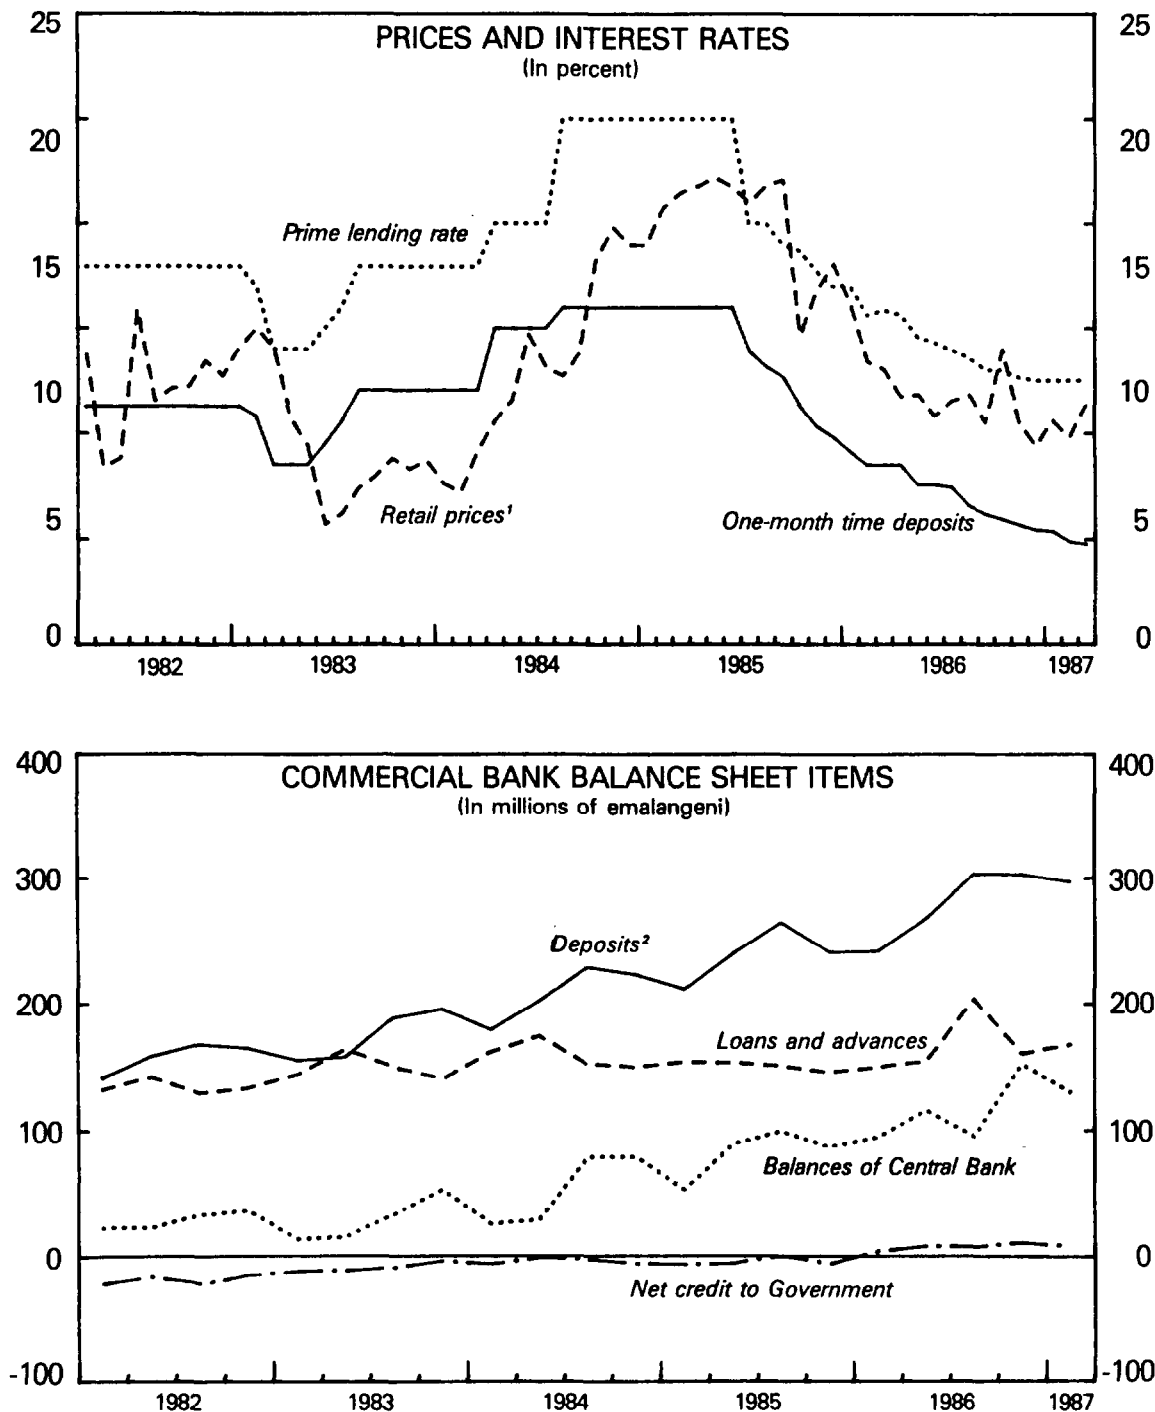 25 25
PRICES AND INTEREST RATES
(In percent)
20 20
Prime lending rate
15 15
10 10
Retail prices¹
One-month time deposits
5 5
0 0
1982 1983 1984 1985 1986 1987
400 400
COMMERCIAL BANK BALANCE SHEET ITEMS
(In millions of emalangeni)
300 300
Deposits²
200 200
Loans and advances
100 100
Balances of Central Bank
0 0
Net credit to Government
-100 -100
1982 1983 1984 1985 1986 1987